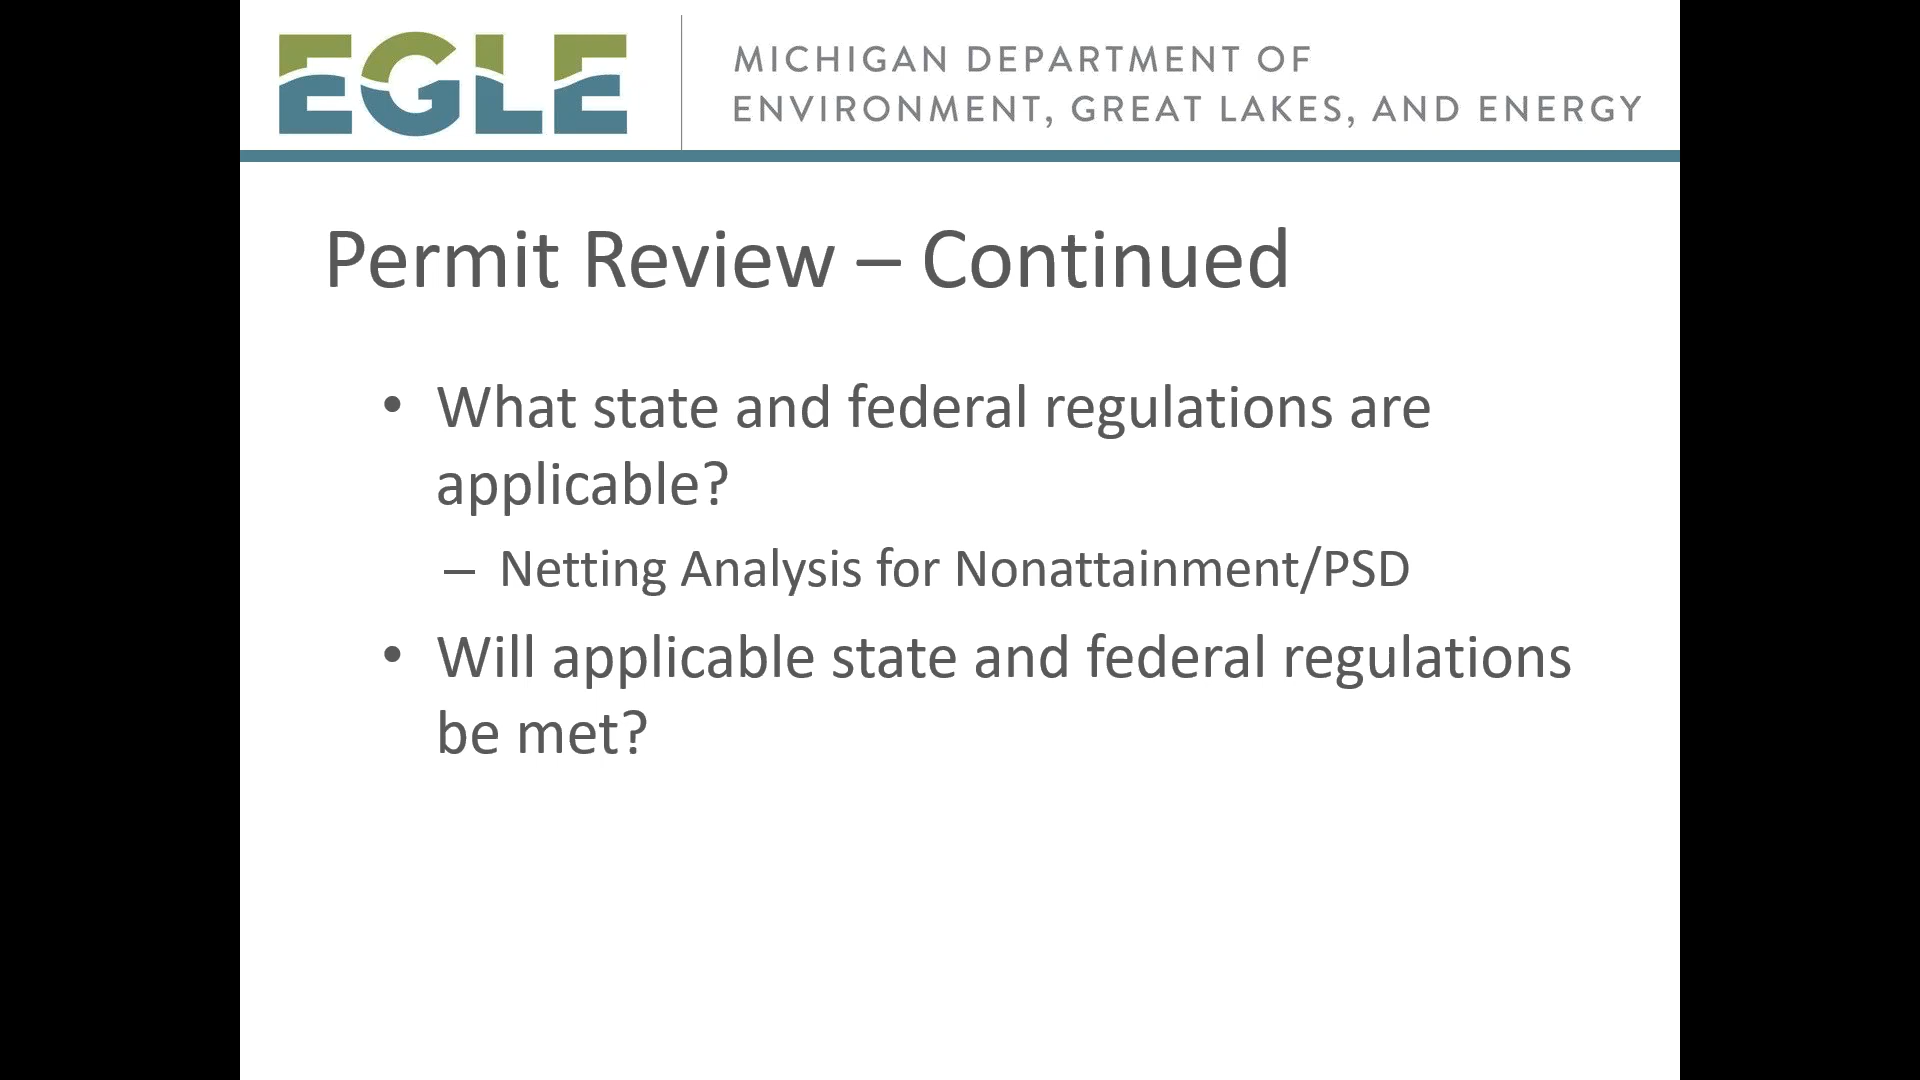 EGLE
MICHIGAN DEPARTMENT OF
ENVIRONMENT, GREAT LAKES, AND ENERGY
Permit Review – Continued
• What state and federal regulations are
applicable?
– Netting Analysis for Nonattainment/PSD
• Will applicable state and federal regulations
be met?